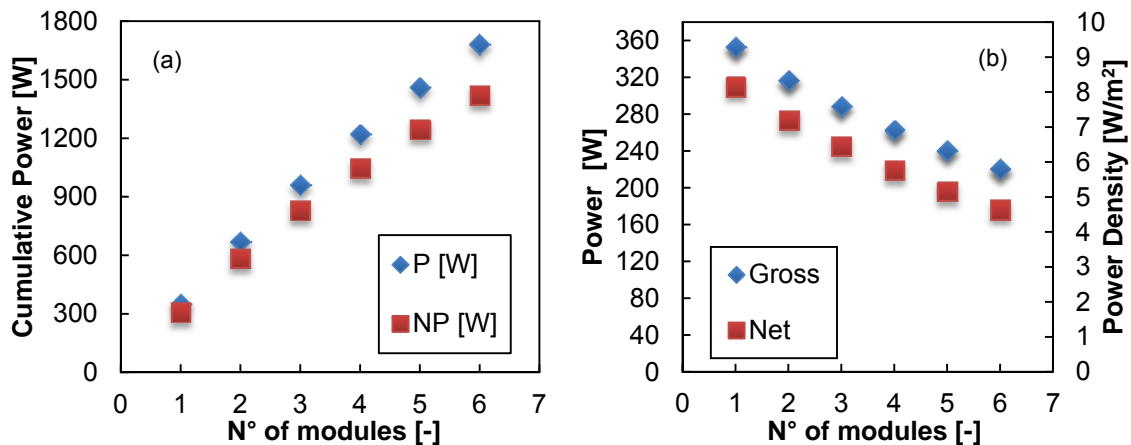 Cumulative Power [W]
1800
1500
1200
900
600
300
0
(a)
P [W]
NP [W]
0 1 2 3 4 5 6 7
N° of modules [-]
Power [W]
360
320
280
240
200
160
120
80
40
0
(b)
Gross
Net
0 1 2 3 4 5 6 7
N° of modules [-]
10
9
8
7
6
5
4
3
2
1
0
Power Density [W/m²]